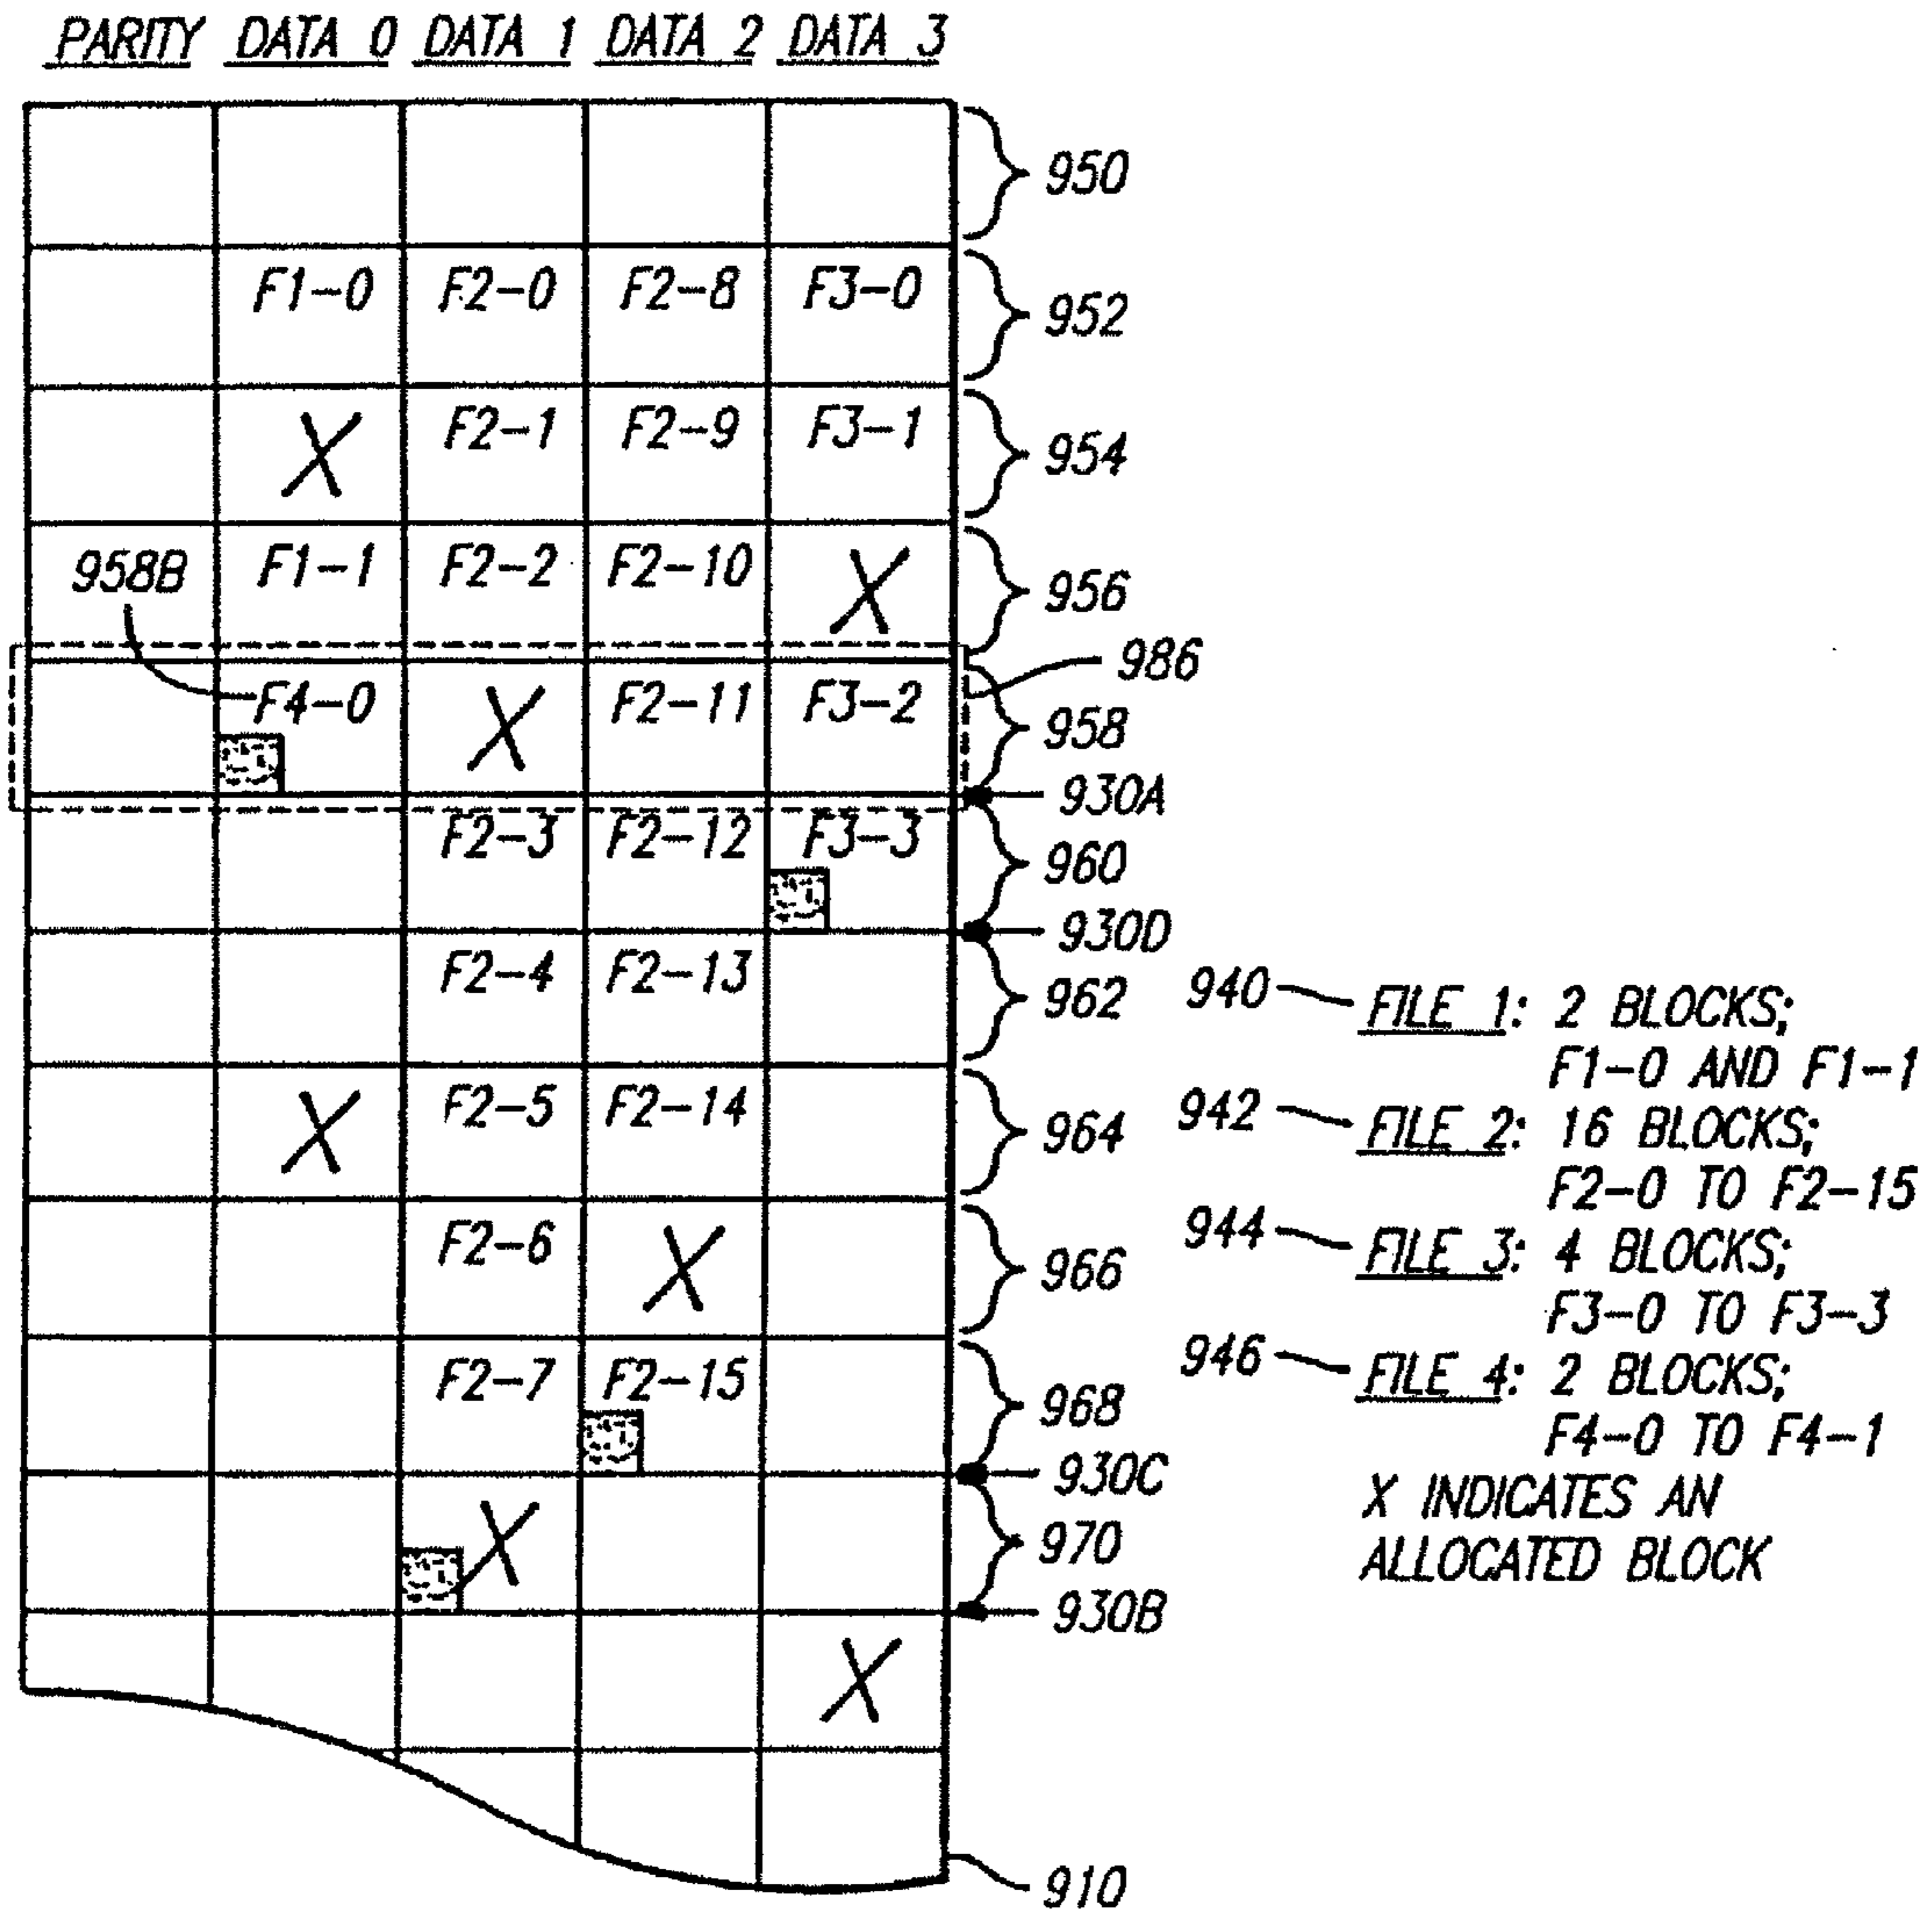 PARITY DATA 0 DATA 1 DATA 2 DATA 3
950
F1-0 F2-0 F2-8 F3-0
952
X F2-1 F2-9 F3-1
954
958B F1-1 F2-2 F2-10 X
956
986
F4-0 X F2-11 F3-2
958
930A
F2-3 F2-12 F3-3
960
930D
F2-4 F2-13
962
X F2-5 F2-14
964
F2-6 X
966
F2-7 F2-15
968
930C
X
970
930B
X
910
940 FILE 1: 2 BLOCKS;
F1-0 AND F1-1
942 FILE 2: 16 BLOCKS;
F2-0 TO F2-15
944 FILE 3: 4 BLOCKS;
F3-0 TO F3-3
946 FILE 4: 2 BLOCKS;
F4-0 TO F4-1
X INDICATES AN
ALLOCATED BLOCK